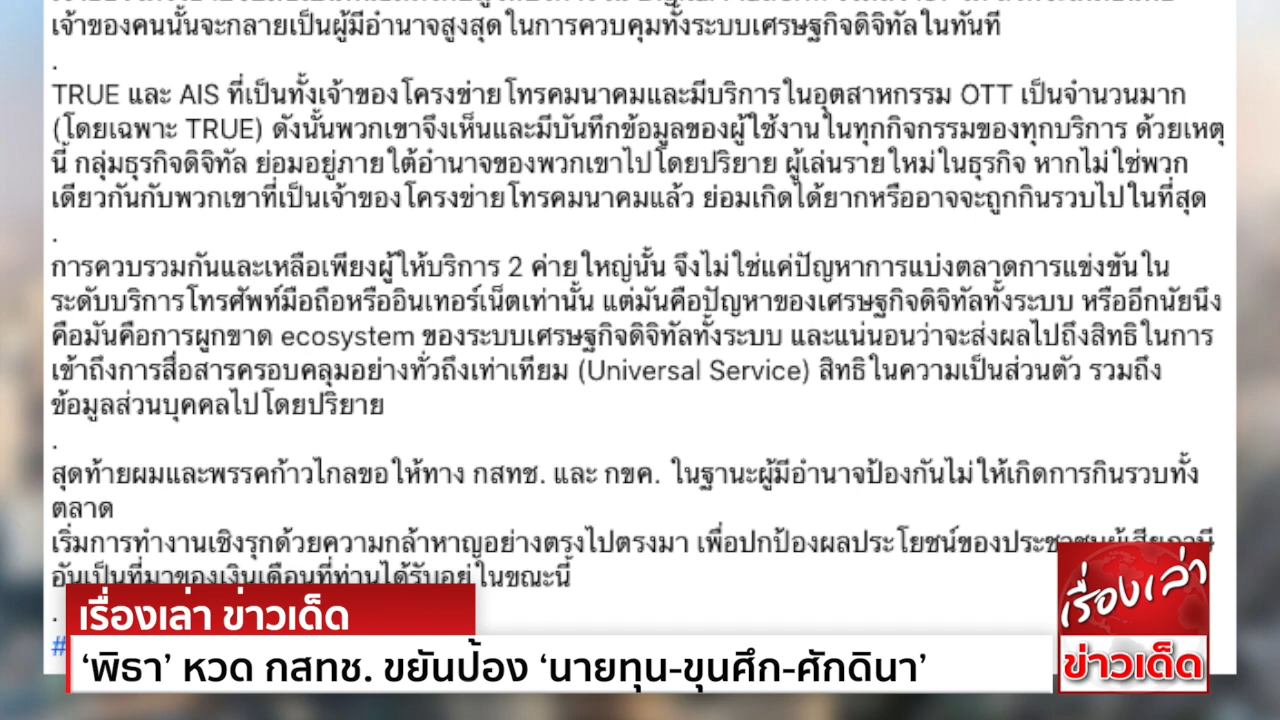 เจ้าของคนนั้นจะกลายเป็นผู้มีอำนาจสูงสุดในการควบคุมทั้งระบบเศรษฐกิจดิจิทัลในทันที
.
TRUE และ AIS ที่เป็นทั้งเจ้าของโครงข่ายโทรคมนาคมและมีบริการในอุตสาหกรรม OTT เป็นจำนวนมาก
(โดยเฉพาะ TRUE) ดังนั้นพวกเขาจึงเห็นและมีบันทึกข้อมูลของผู้ใช้งานในทุกกิจกรรมของทุกบริการ ด้วยเหตุ
นี้ กลุ่มธุรกิจดิจิทัล ย่อมอยู่ภายใต้อำนาจของพวกเขาไปโดยปริยาย ผู้เล่นรายใหม่ในธุรกิจ หากไม่ใช่พวก
เดียวกันกับพวกเขาที่เป็นเจ้าของโครงข่ายโทรคมนาคมแล้ว ย่อมเกิดได้ยากหรืออาจจะถูกกินรวบไปในที่สุด
.
การควบรวมกันและเหลือเพียงผู้ให้บริการ 2 ค่ายใหญ่นั้น จึงไม่ใช่แค่ปัญหาการแบ่งตลาดการแข่งขันใน
ระดับบริการโทรศัพท์มือถือหรืออินเทอร์เน็ตเท่านั้น แต่มันคือปัญหาของเศรษฐกิจดิจิทัลทั้งระบบ หรืออีกนัยนึง
คือมันคือการผูกขาด ecosystem ของระบบเศรษฐกิจดิจิทัลทั้งระบบ และแน่นอนว่าจะส่งผลไปถึงสิทธิในการ
เข้าถึงการสื่อสารครอบคลุมอย่างทั่วถึงเท่าเทียม (Universal Service) สิทธิในความเป็นส่วนตัว รวมถึง
ข้อมูลส่วนบุคคลไปโดยปริยาย
.
สุดท้ายผมและพรรคก้าวไกลขอให้ทาง กสทช. และ กขค. ในฐานะผู้มีอำนาจป้องกันไม่ให้เกิดการกินรวบทั้ง
ตลาด
เริ่มการทำงานเชิงรุกด้วยความกล้าหาญอย่างตรงไปตรงมา เพื่อปกป้องผลประโยชน์ของประชาชนผู้เสียภาษี
อันเป็นที่มาของเงินเดือนที่ท่านได้รับอยู่ในขณะนี้
.
#
เรื่องเล่า ข่าวเด็ด
‘พิธา’ หวด กสทช. ขยันป้อง ‘นายทุน-ขุนศึก-ศักดินา’
เรื่องเล่า
ข่าวเด็ด